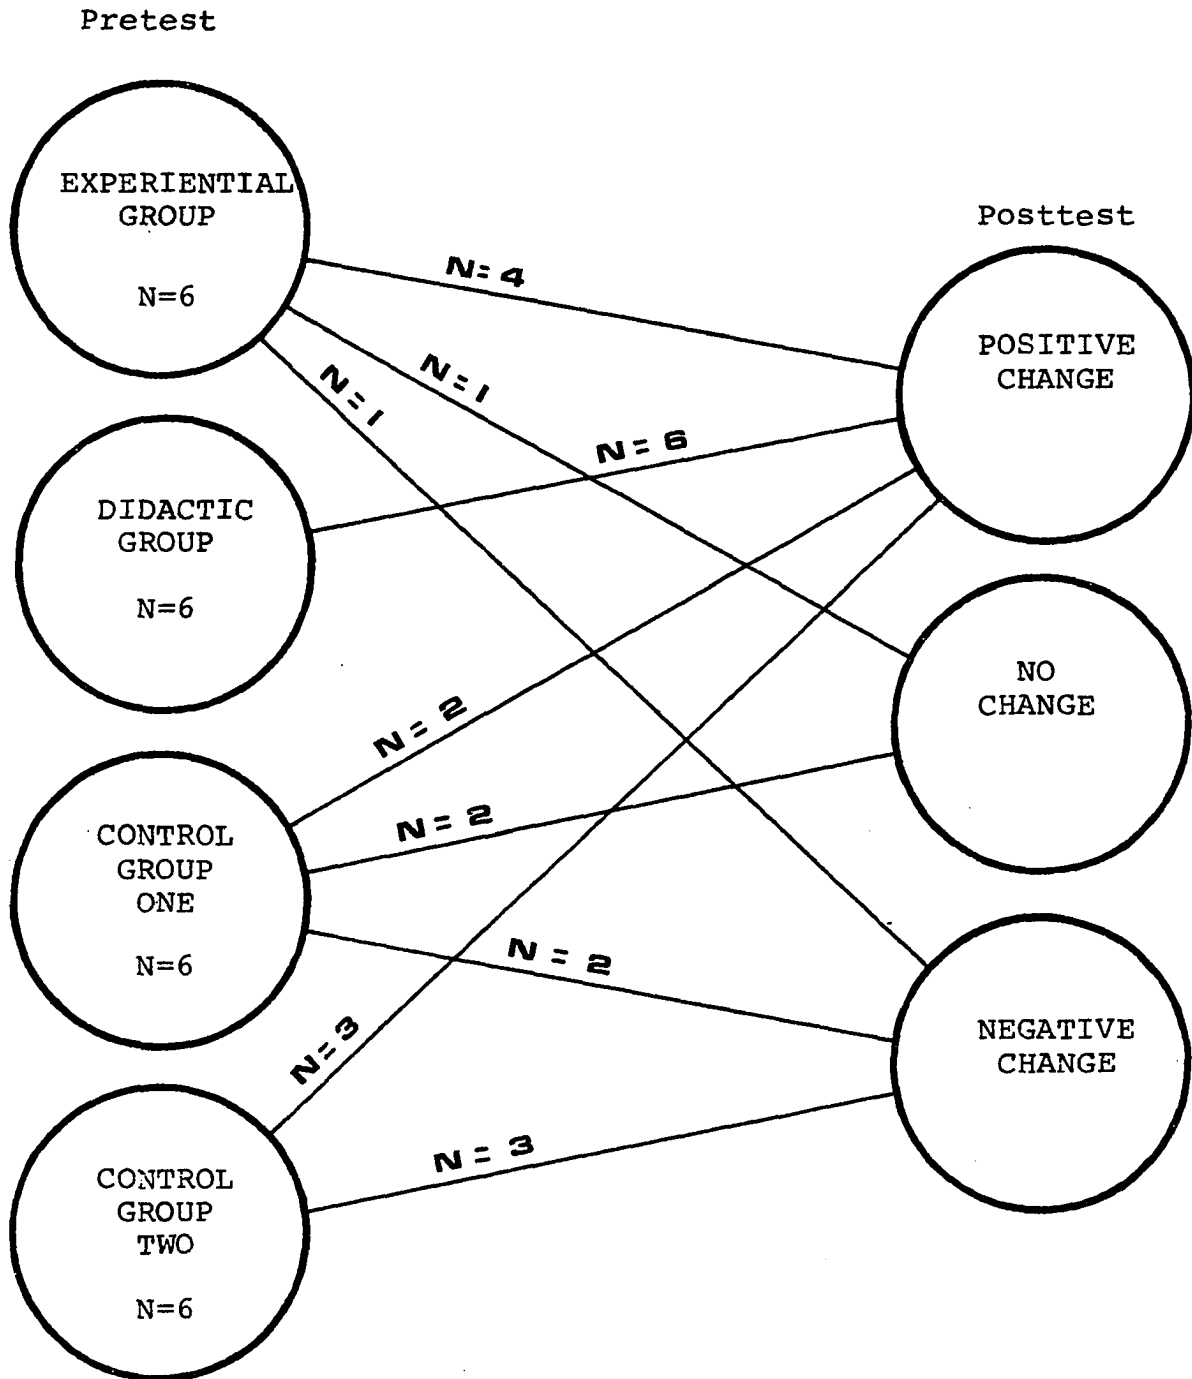 Pretest
EXPERIENTIAL
GROUP
N=6
DIDACTIC
GROUP
N=6
CONTROL
GROUP
ONE
N=6
CONTROL
GROUP
TWO
N=6
N=4
N=1
N=1
N=6
N=2
N=2
N=2
N=3
N=3
Posttest
POSITIVE
CHANGE
NO
CHANGE
NEGATIVE
CHANGE